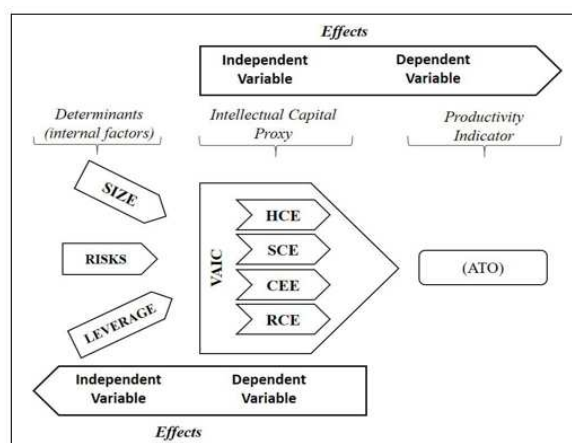 Effects
Independent Dependent
Variable Variable
Determinants Intellectual Capital Productivity
(internal factors) Proxy Indicator
SIZE
RISKS
LEVERAGE
VAIC
HCE
SCE
CEE
RCE
(ATO)
Independent Dependent
Variable Variable
Effects